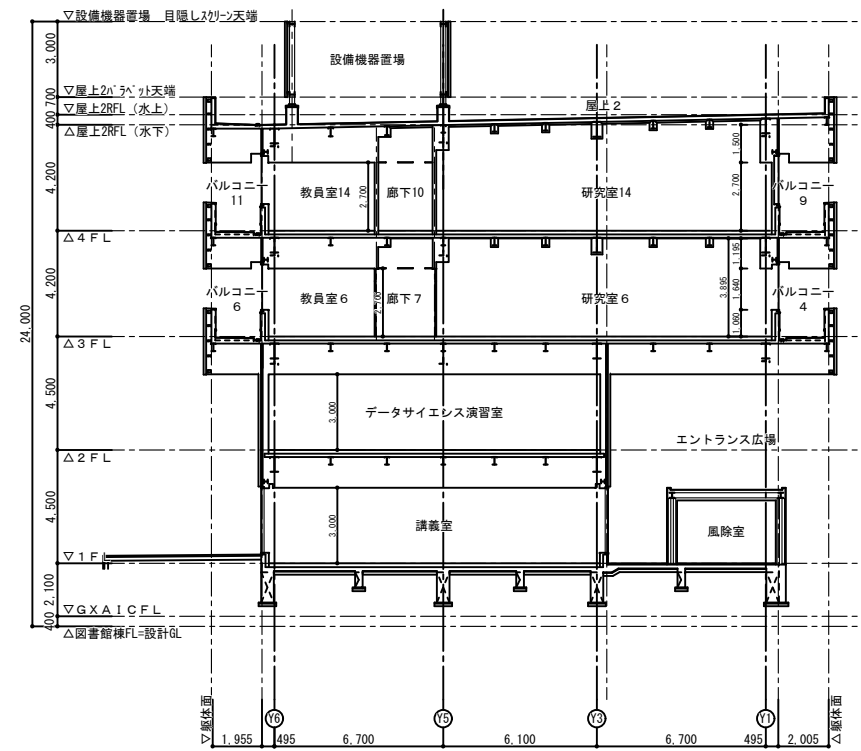 ▽設備機器置場 目隠しスクリーン天端
3,000
設備機器置場
▽屋上2パラペット天端
700
▽屋上2RFL（水上）
屋上2
400
△屋上2RFL（水下）
1,500
4,200
バルコニー
11
教員室14
2,700
廊下10
研究室14
2,700
バルコニー
9
△4FL
1,195
4,200
24,000
バルコニー
6
教員室6
2,700
廊下7
研究室6
3,895
1,640
バルコニー
4
1,060
△3FL
4,500
3,000
データサイエンス演習室
エントランス広場
△2FL
4,500
3,000
講義室
風除室
▽1FL
2,100
▽GXAICFL
400
△図書館棟FL=設計GL
▽躯体面
Y6
Y5
Y3
Y1
△躯体面
1,955
495
6,700
6,100
6,700
495
2,005